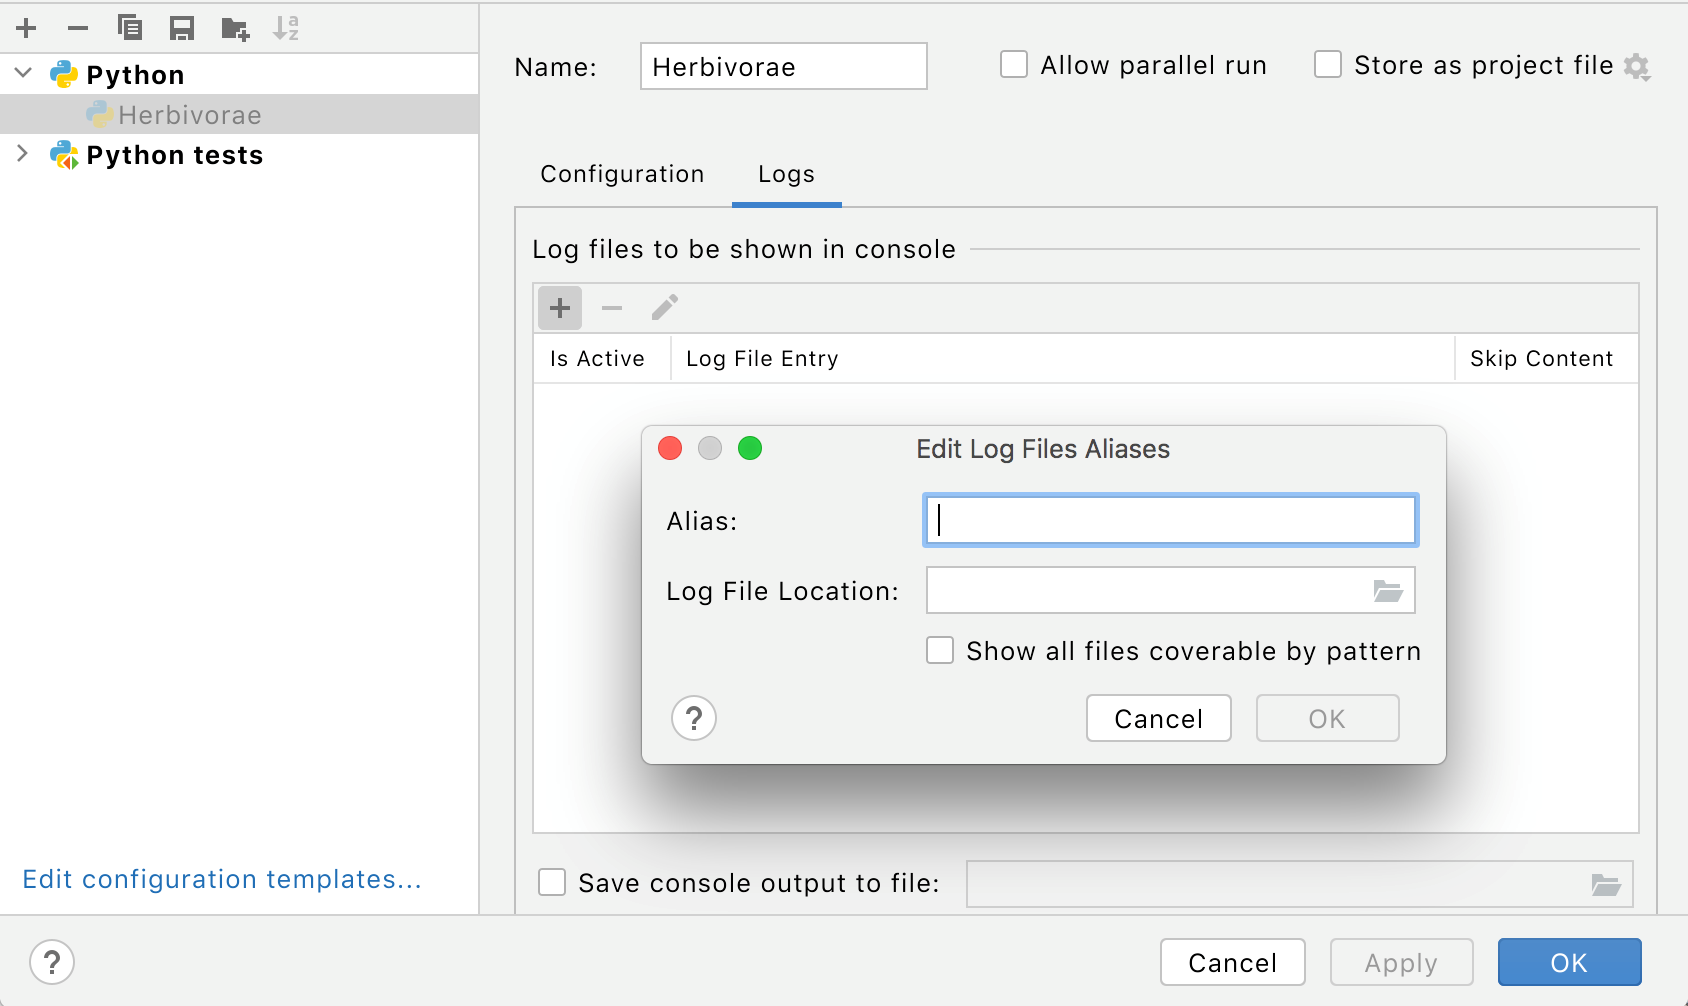 Python
Herbivorae
Python tests
Edit configuration templates...
Name: Herbivorae Allow parallel run Store as project file
Configuration Logs
Log files to be shown in console
Is Active Log File Entry Skip Content
Edit Log Files Aliases
Alias:
Log File Location:
Show all files coverable by pattern
? Cancel OK
Save console output to file:
? Cancel Apply OK